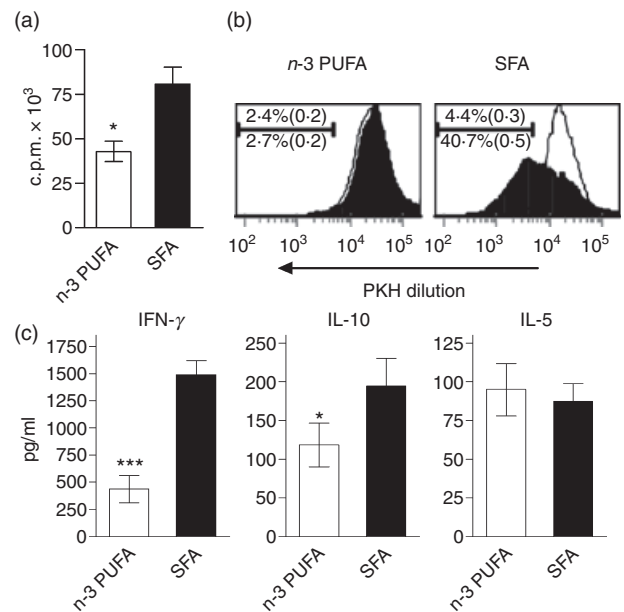 (a)
100
75
50
25
0
c.p.m. × 10³
*
n-3 PUFA
SFA
(b)
n-3 PUFA
SFA
2·4%(0·2)
2·7%(0·2)
4·4%(0·3)
40·7%(0·5)
10² 10³ 10⁴ 10⁵
10² 10³ 10⁴ 10⁵
PKH dilution
(c)
IFN-γ
1750
1500
1250
1000
750
500
250
0
pg/ml
***
n-3 PUFA
SFA
IL-10
250
200
150
100
50
0
*
n-3 PUFA
SFA
IL-5
125
100
75
50
25
0
n-3 PUFA
SFA